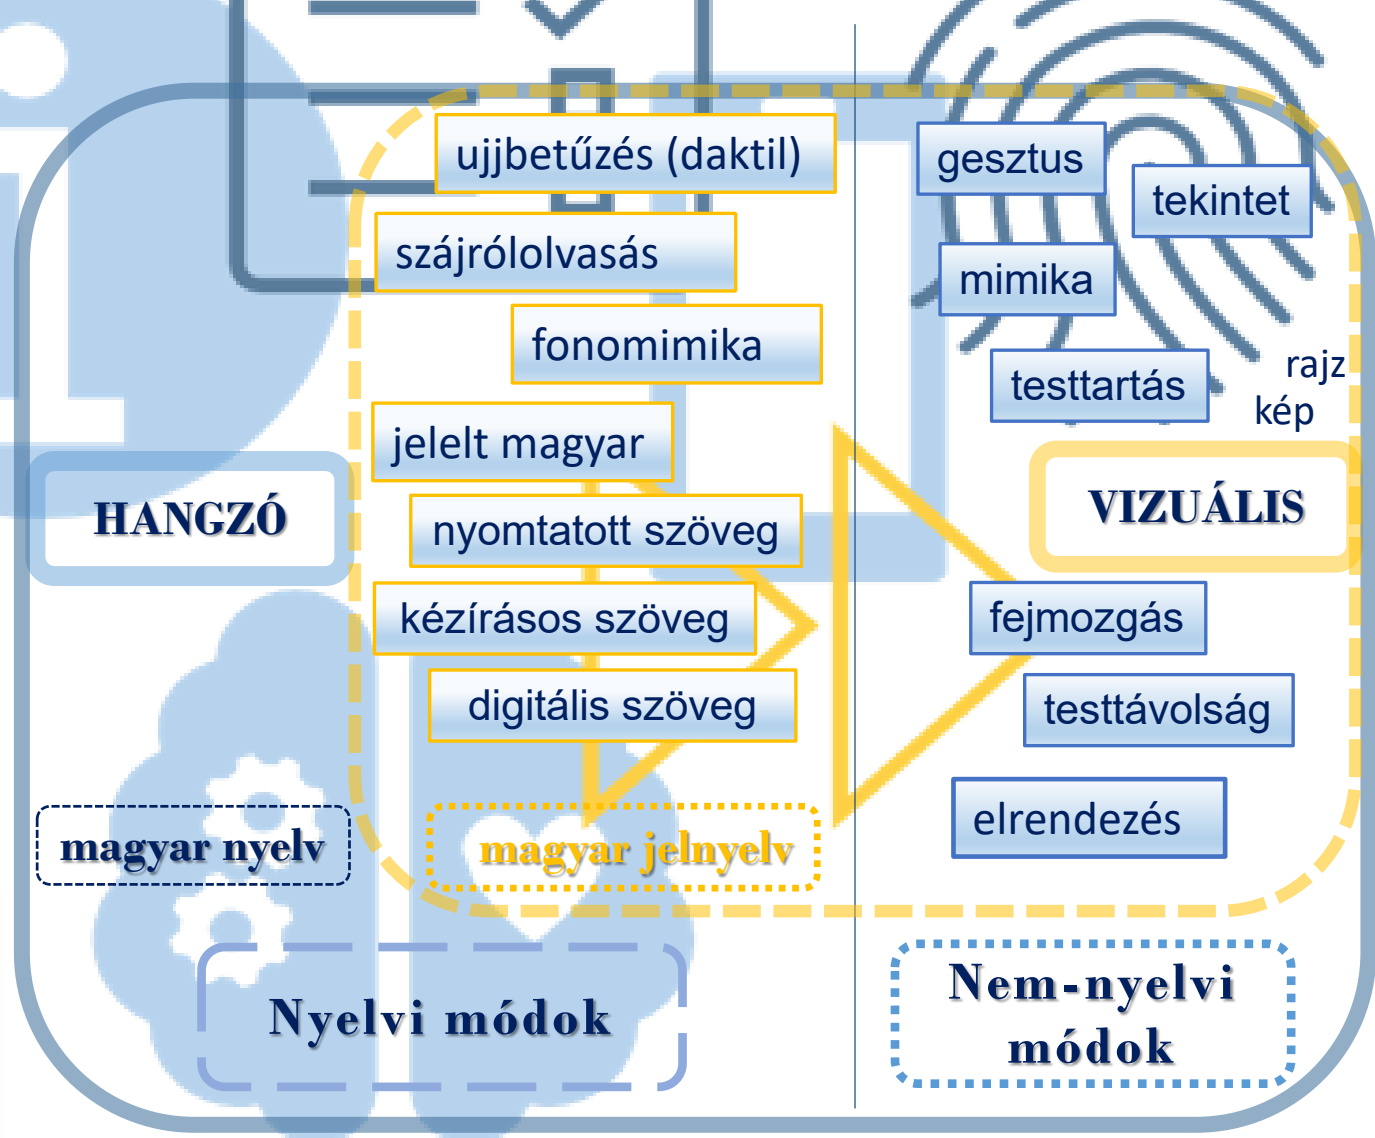 ujjbetűzés (daktil)
szájrólolvasás
fonomimika
jelelt magyar
nyomtatott szöveg
kézírásos szöveg
digitális szöveg
HANGZÓ
magyar nyelv
magyar jelnyelv
Nyelvi módok
gesztus
tekintet
mimika
testtartás
rajz
kép
VIZUÁLIS
fejmozgás
testtávolság
elrendezés
Nem-nyelvi
módok